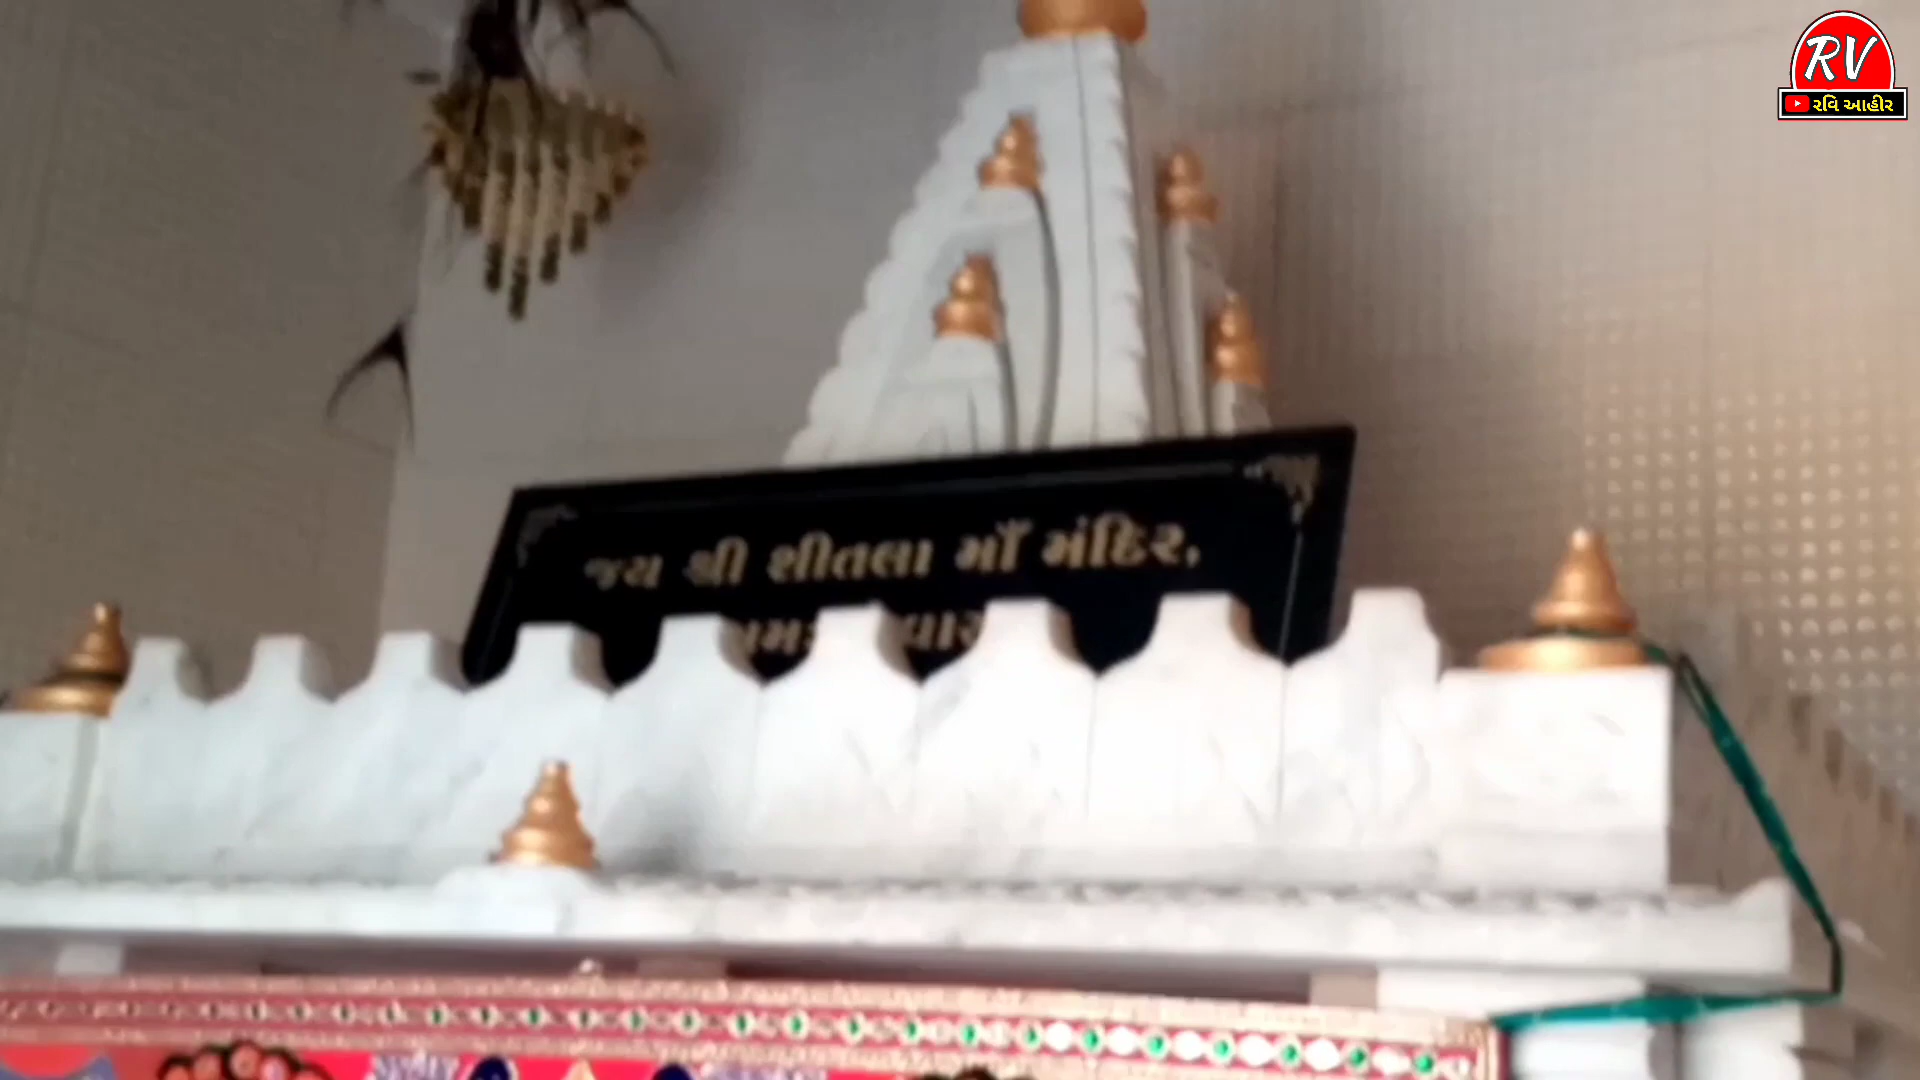 RV
રવિ આહીર
જય શ્રી શીતલા માઁ મંદિર,